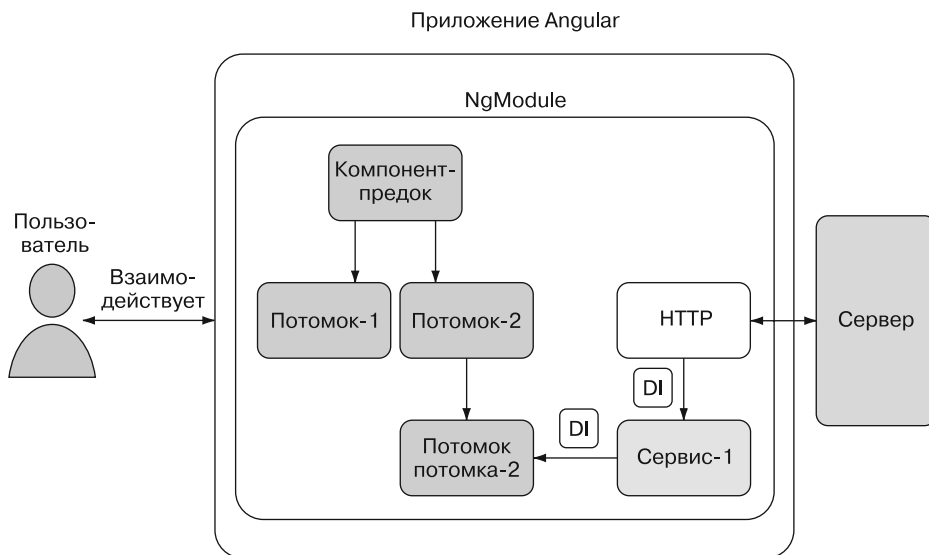 Приложение Angular
NgModule
Компонент-
предок
Пользо-
ватель
Взаимо-
действует
Потомок-1
Потомок-2
HTTP
Сервер
DI
DI
Потомок
потомка-2
Сервис-1